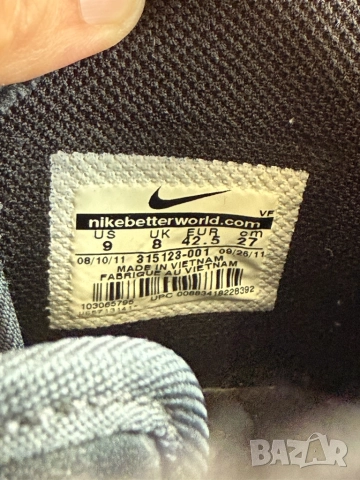 nikebetterworld.com
VF
US UK EUR cm
9 8 42.5 27
08/10/11 315123-001 09/26/11
MADE IN VIETNAM
FABRIQUE AU VIETNAM
UPC 00883418228392
103065795
BAZAR